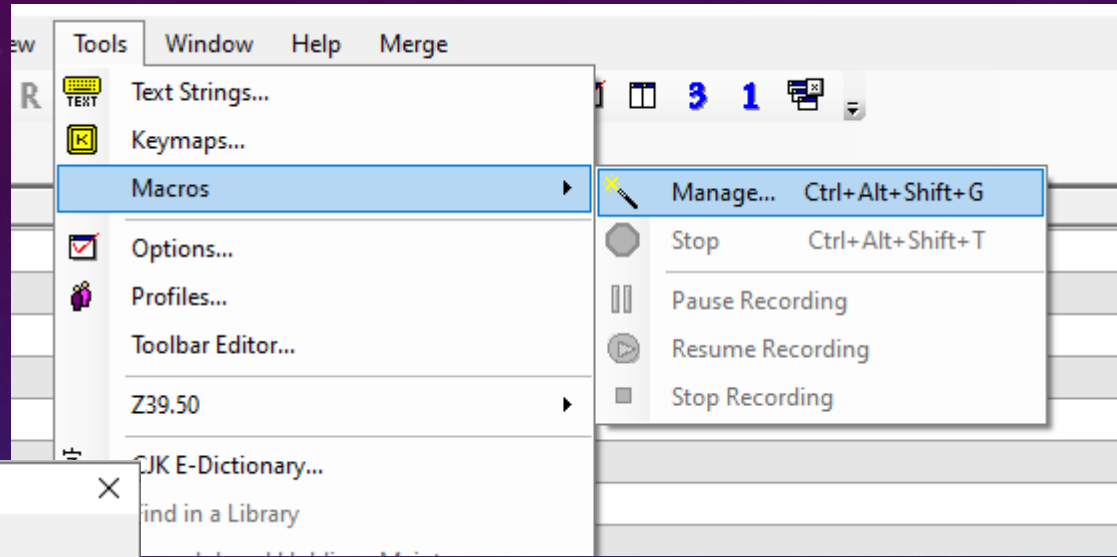 ew Tools Window Help Merge
R TEXT Text Strings... 3 1
K Keymaps...
Macros
Manage... Ctrl+Alt+Shift+G
Options...
Stop Ctrl+Alt+Shift+T
Profiles...
Pause Recording
Toolbar Editor...
Resume Recording
Z39.50
Stop Recording
CJK E-Dictionary...
Find in a Library